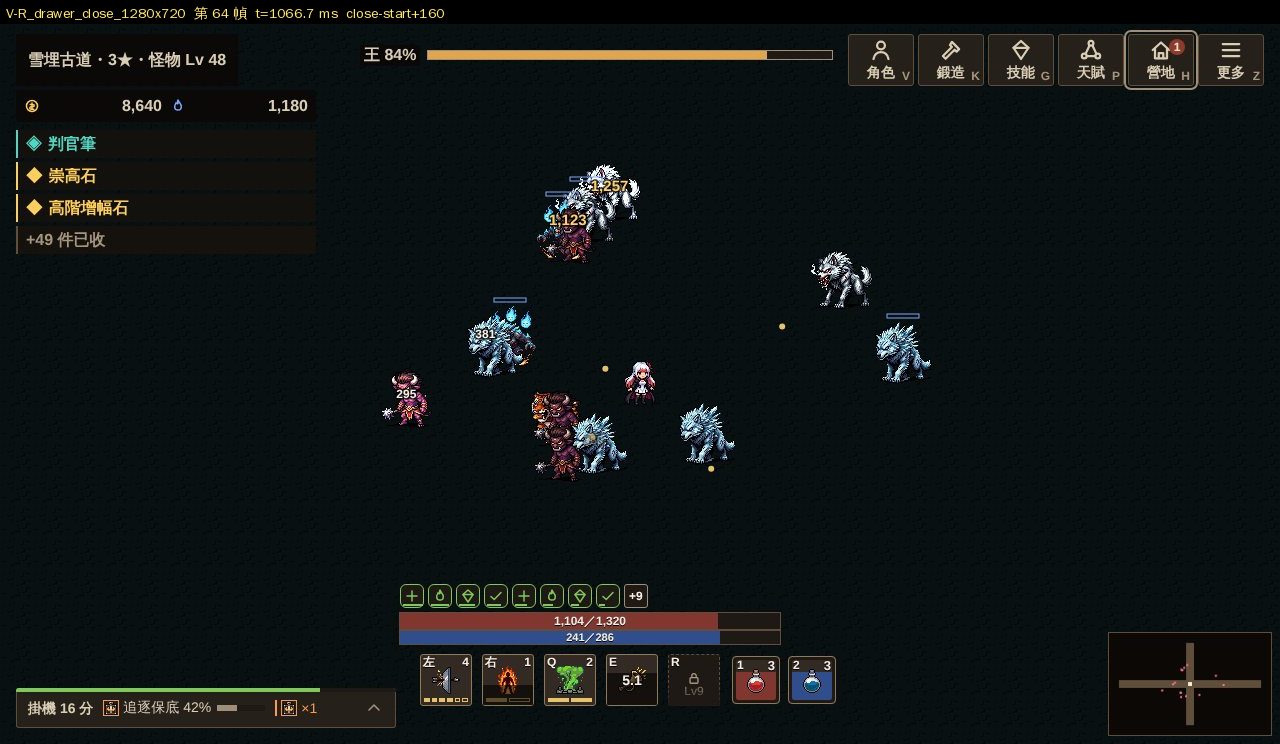 V-R_drawer_close_1280x720 第 64 幀 t=1066.7 ms close-start+160
雪埋古道・3★・怪物 Lv 48
王 84%
角色 V
鍛造 K
技能 G
天賦 P
營地 H 1
更多 Z
8,640 1,180
◈ 判官筆
◆ 崇高石
◆ 高階增幅石
+49 件已收
1,257
1,123
381
295
+9
1,104／1,320
241／286
左 4
右 1
Q 2
E 5.1
R Lv9
1 3
2 3
掛機 16 分 追逐保底 42% ×1